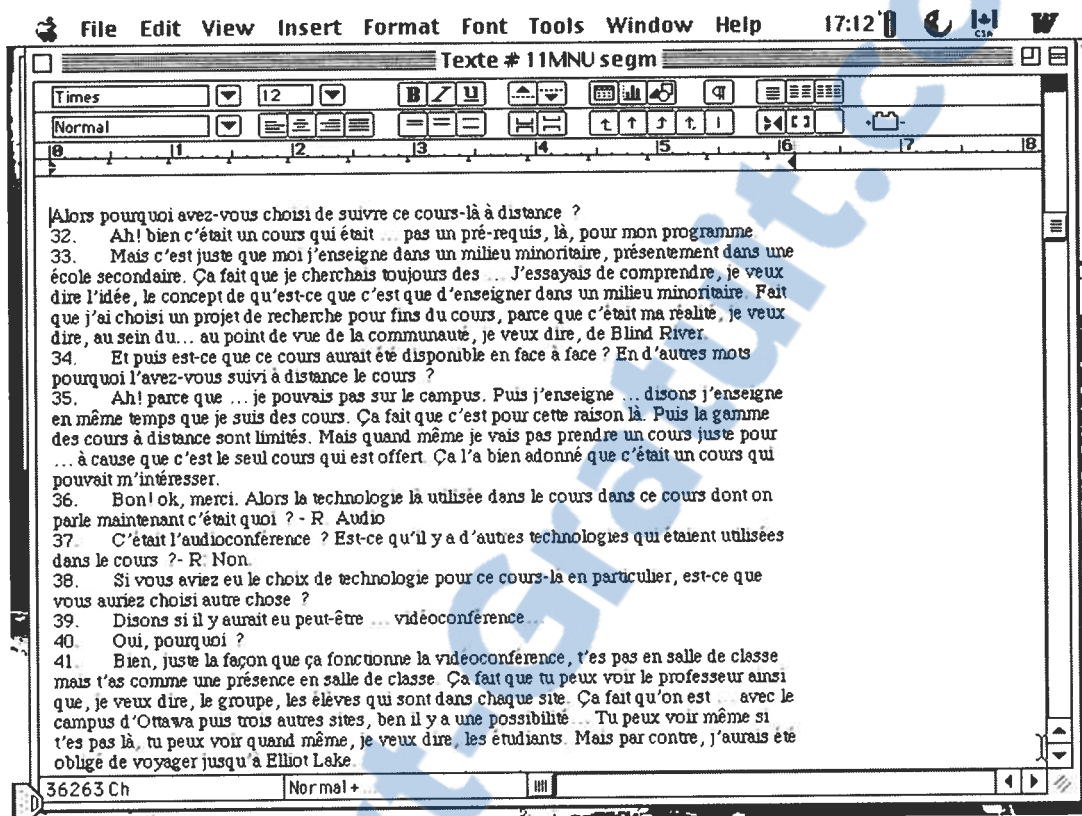 File Edit View Insert Format Font Tools Window Help 17:12
CSA
Texte # 11MNU segm
Times 12 B I U ¶
Normal
0 1 2 3 4 5 6 7 8
Alors pourquoi avez-vous choisi de suivre ce cours-là à distance ?
32. Ah! bien c'était un cours qui était ... pas un pré-requis, là, pour mon programme
33. Mais c'est juste que moi j'enseigne dans un milieu minoritaire, présentement dans une
école secondaire. Ça fait que je cherchais toujours des ... J'essayais de comprendre, je veux
dire l'idée, le concept de qu'est-ce que c'est que d'enseigner dans un milieu minoritaire. Fait
que j'ai choisi un projet de recherche pour fins du cours, parce que c'était ma réalité, je veux
dire, au sein du... au point de vue de la communauté, je veux dire, de Blind River.
34. Et puis est-ce que ce cours aurait été disponible en face à face ? En d'autres mots
pourquoi l'avez-vous suivi à distance le cours ?
35. Ah! parce que ... je pouvais pas sur le campus. Puis j'enseigne ... disons j'enseigne
en même temps que je suis des cours. Ça fait que c'est pour cette raison là. Puis la gamme
des cours à distance sont limités. Mais quand même je vais pas prendre un cours juste pour
... à cause que c'est le seul cours qui est offert. Ça l'a bien adonné que c'était un cours qui
pouvait m'intéresser.
36. Bon! ok, merci. Alors la technologie là utilisée dans le cours dans ce cours dont on
parle maintenant c'était quoi ? - R. Audio
37. C'était l'audioconférence ? Est-ce qu'il y a d'autres technologies qui étaient utilisées
dans le cours ?- R. Non.
38. Si vous aviez eu le choix de technologie pour ce cours-là en particulier, est-ce que
vous auriez choisi autre chose ?
39. Disons si il y aurait eu peut-être ... vidéoconférence...
40. Oui, pourquoi ?
41. Bien, juste la façon que ça fonctionne la vidéoconférence, t'es pas en salle de classe
mais t'as comme une présence en salle de classe. Ça fait que tu peux voir le professeur ainsi
que, je veux dire, le groupe, les élèves qui sont dans chaque site. Ça fait qu'on est ... avec le
campus d'Ottawa puis trois autres sites, ben il y a une possibilité ... Tu peux voir même si
t'es pas là, tu peux voir quand même, je veux dire, les étudiants. Mais par contre, j'aurais été
obligé de voyager jusqu'à Elliot Lake.
36263 Ch Normal + ...